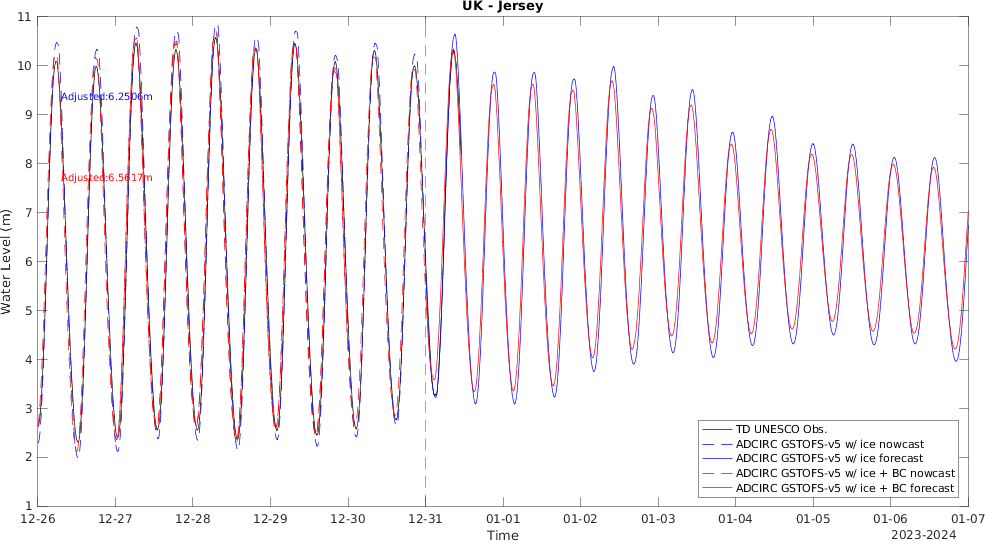 UK - Jersey
11
10
9
8
7
6
5
4
3
2
1
Water Level (m)
Adjusted:6.2506m
Adjusted:6.5617m
TD UNESCO Obs.
ADCIRC GSTOFS-v5 w/ ice nowcast
ADCIRC GSTOFS-v5 w/ ice forecast
ADCIRC GSTOFS-v5 w/ ice + BC nowcast
ADCIRC GSTOFS-v5 w/ ice + BC forecast
12-26 12-27 12-28 12-29 12-30 12-31 01-01 01-02 01-03 01-04 01-05 01-06 01-07
Time
2023-2024